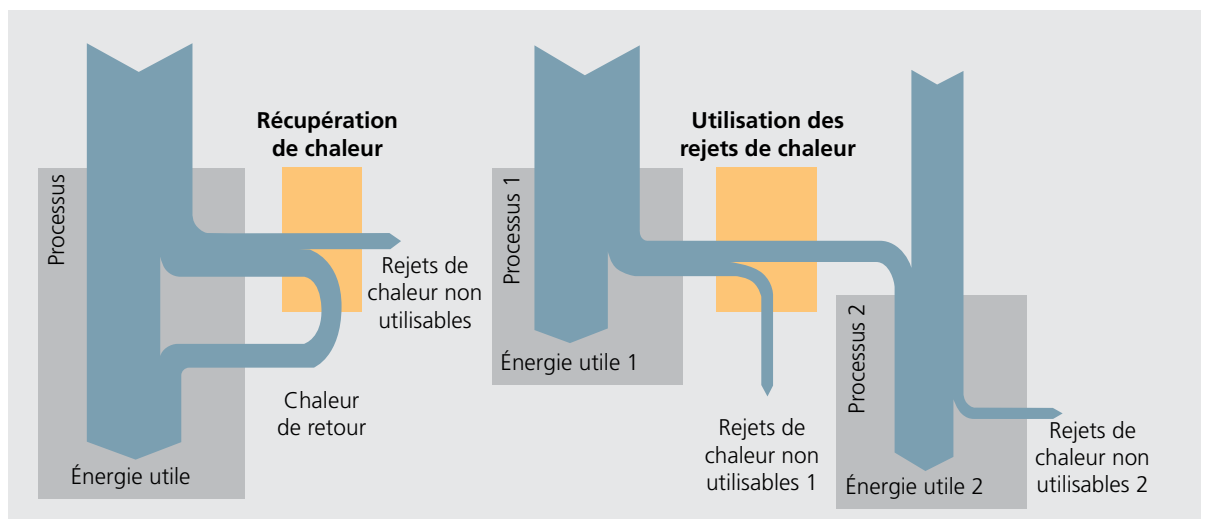 Récupération
de chaleur
Processus
Rejets de
chaleur non
utilisables
Chaleur
de retour
Énergie utile
Utilisation des
rejets de chaleur
Processus 1
Énergie utile 1
Rejets de
chaleur non
utilisables 1
Processus 2
Énergie utile 2
Rejets de
chaleur non
utilisables 2